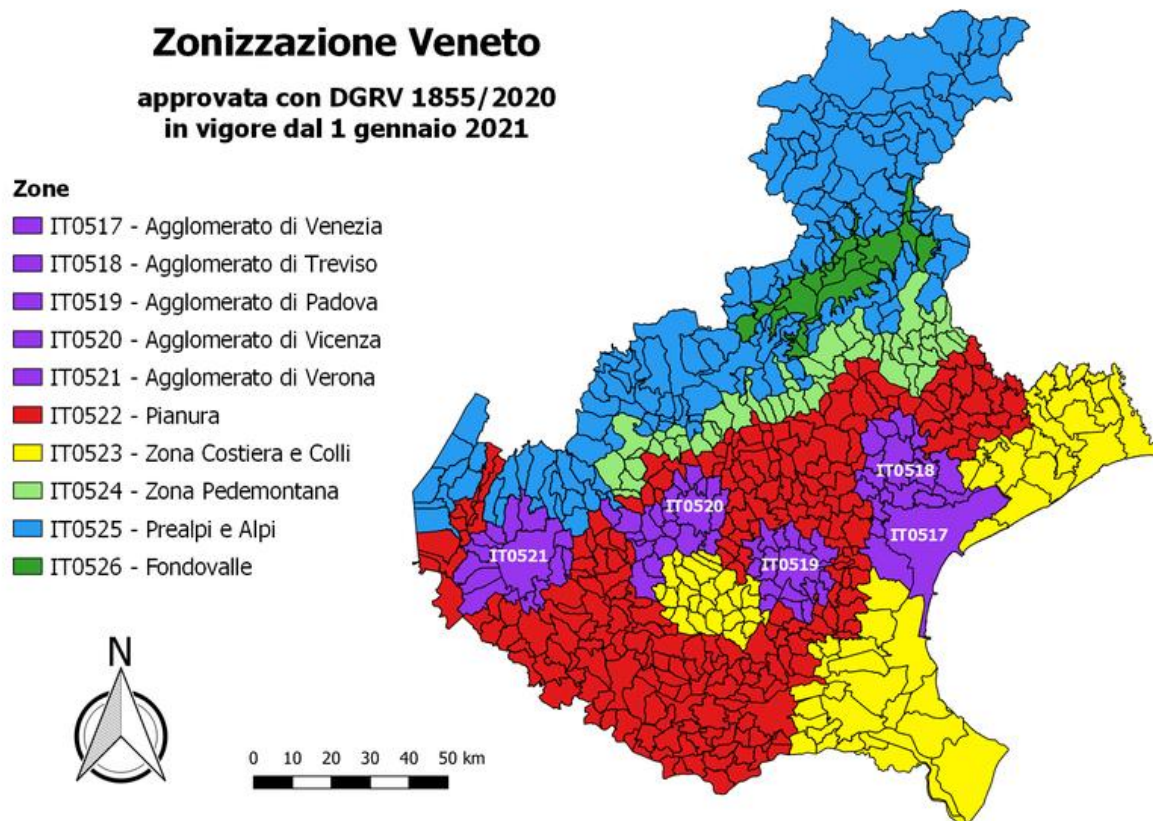 Zonizzazione Veneto
approvata con DGRV 1855/2020
in vigore dal 1 gennaio 2021
Zone
IT0517 - Agglomerato di Venezia
IT0518 - Agglomerato di Treviso
IT0519 - Agglomerato di Padova
IT0520 - Agglomerato di Vicenza
IT0521 - Agglomerato di Verona
IT0522 - Pianura
IT0523 - Zona Costiera e Colli
IT0524 - Zona Pedemontana
IT0525 - Prealpi e Alpi
IT0526 - Fondovalle
IT0518
IT0520
IT0517
IT0521
IT0519
N
0 10 20 30 40 50 km